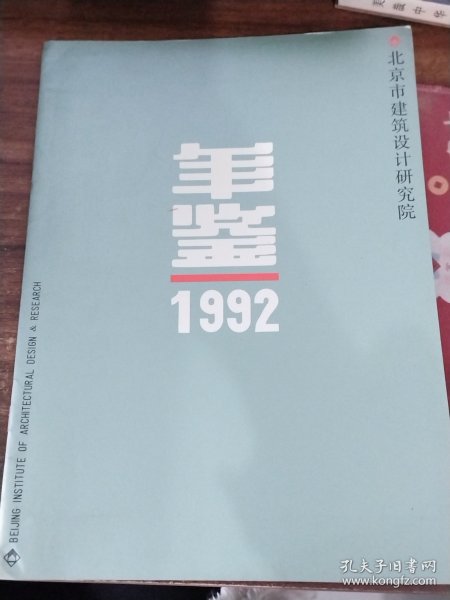 北京市建筑设计研究院
年鉴
1992
BEIJING INSTITUTE OF ARCHITECTURAL DESIGN & RESEARCH
孔夫子旧书网
www.kongfz.com